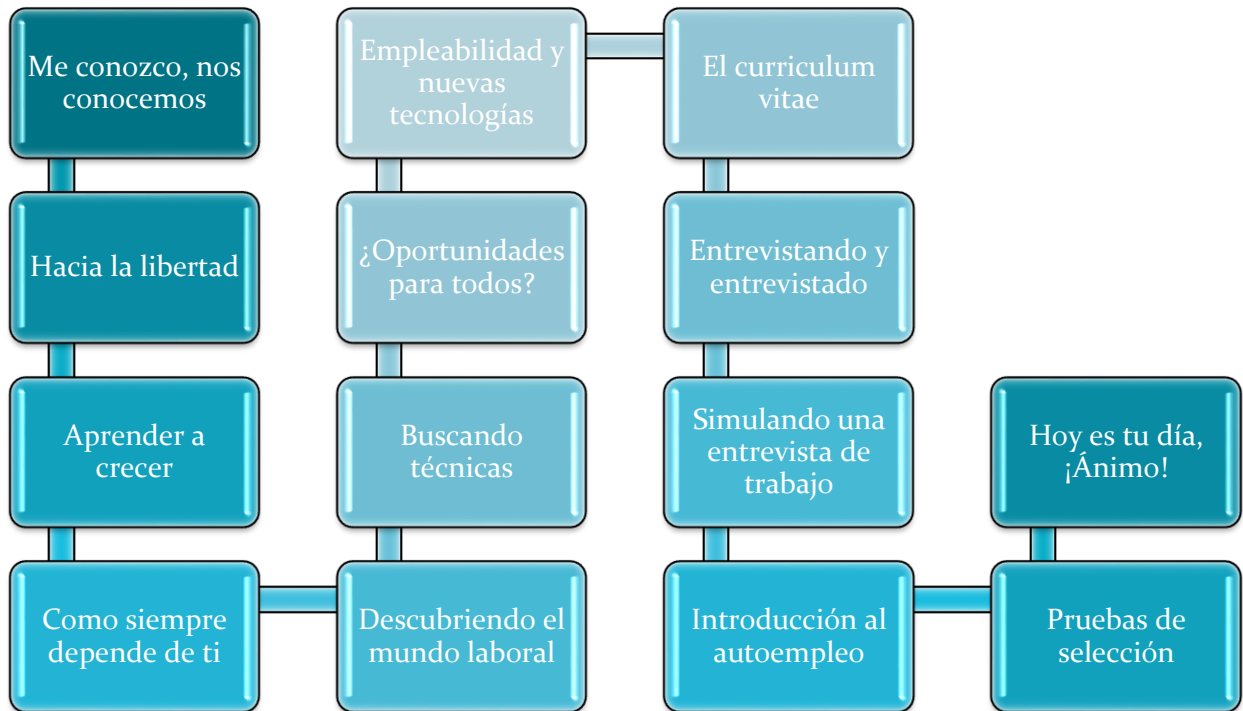 Me conozco, nos
conocemos
Hacia la libertad
Aprender a
crecer
Como siempre
depende de ti
Descubriendo el
mundo laboral
Buscando
técnicas
¿Oportunidades
para todos?
Empleabilidad y
nuevas
tecnologías
El curriculum
vitae
Entrevistando y
entrevistado
Simulando una
entrevista de
trabajo
Introducción al
autoempleo
Pruebas de
selección
Hoy es tu día,
¡Ánimo!